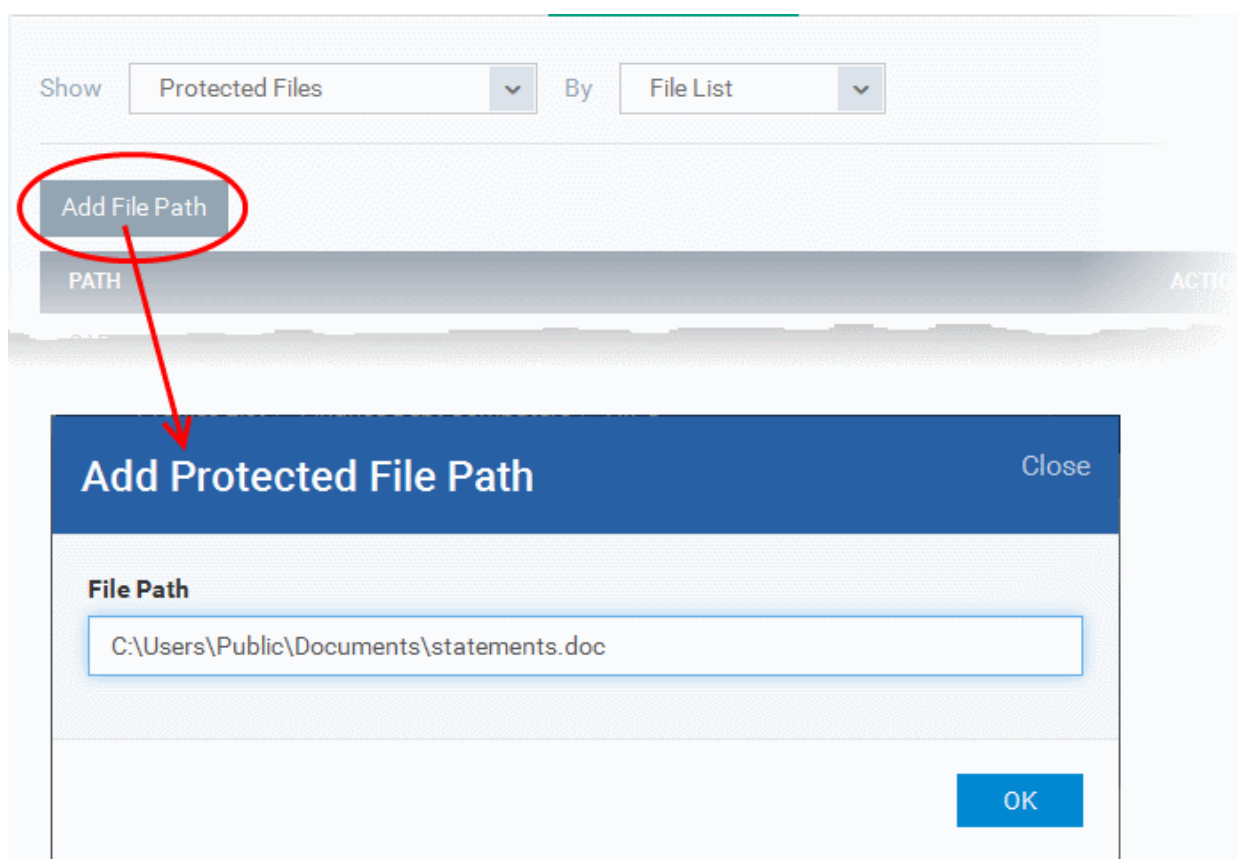 Show Protected Files By File List
Add File Path
PATH
Add Protected File Path Close
File Path
C:\Users\Public\Documents\statements.doc
OK